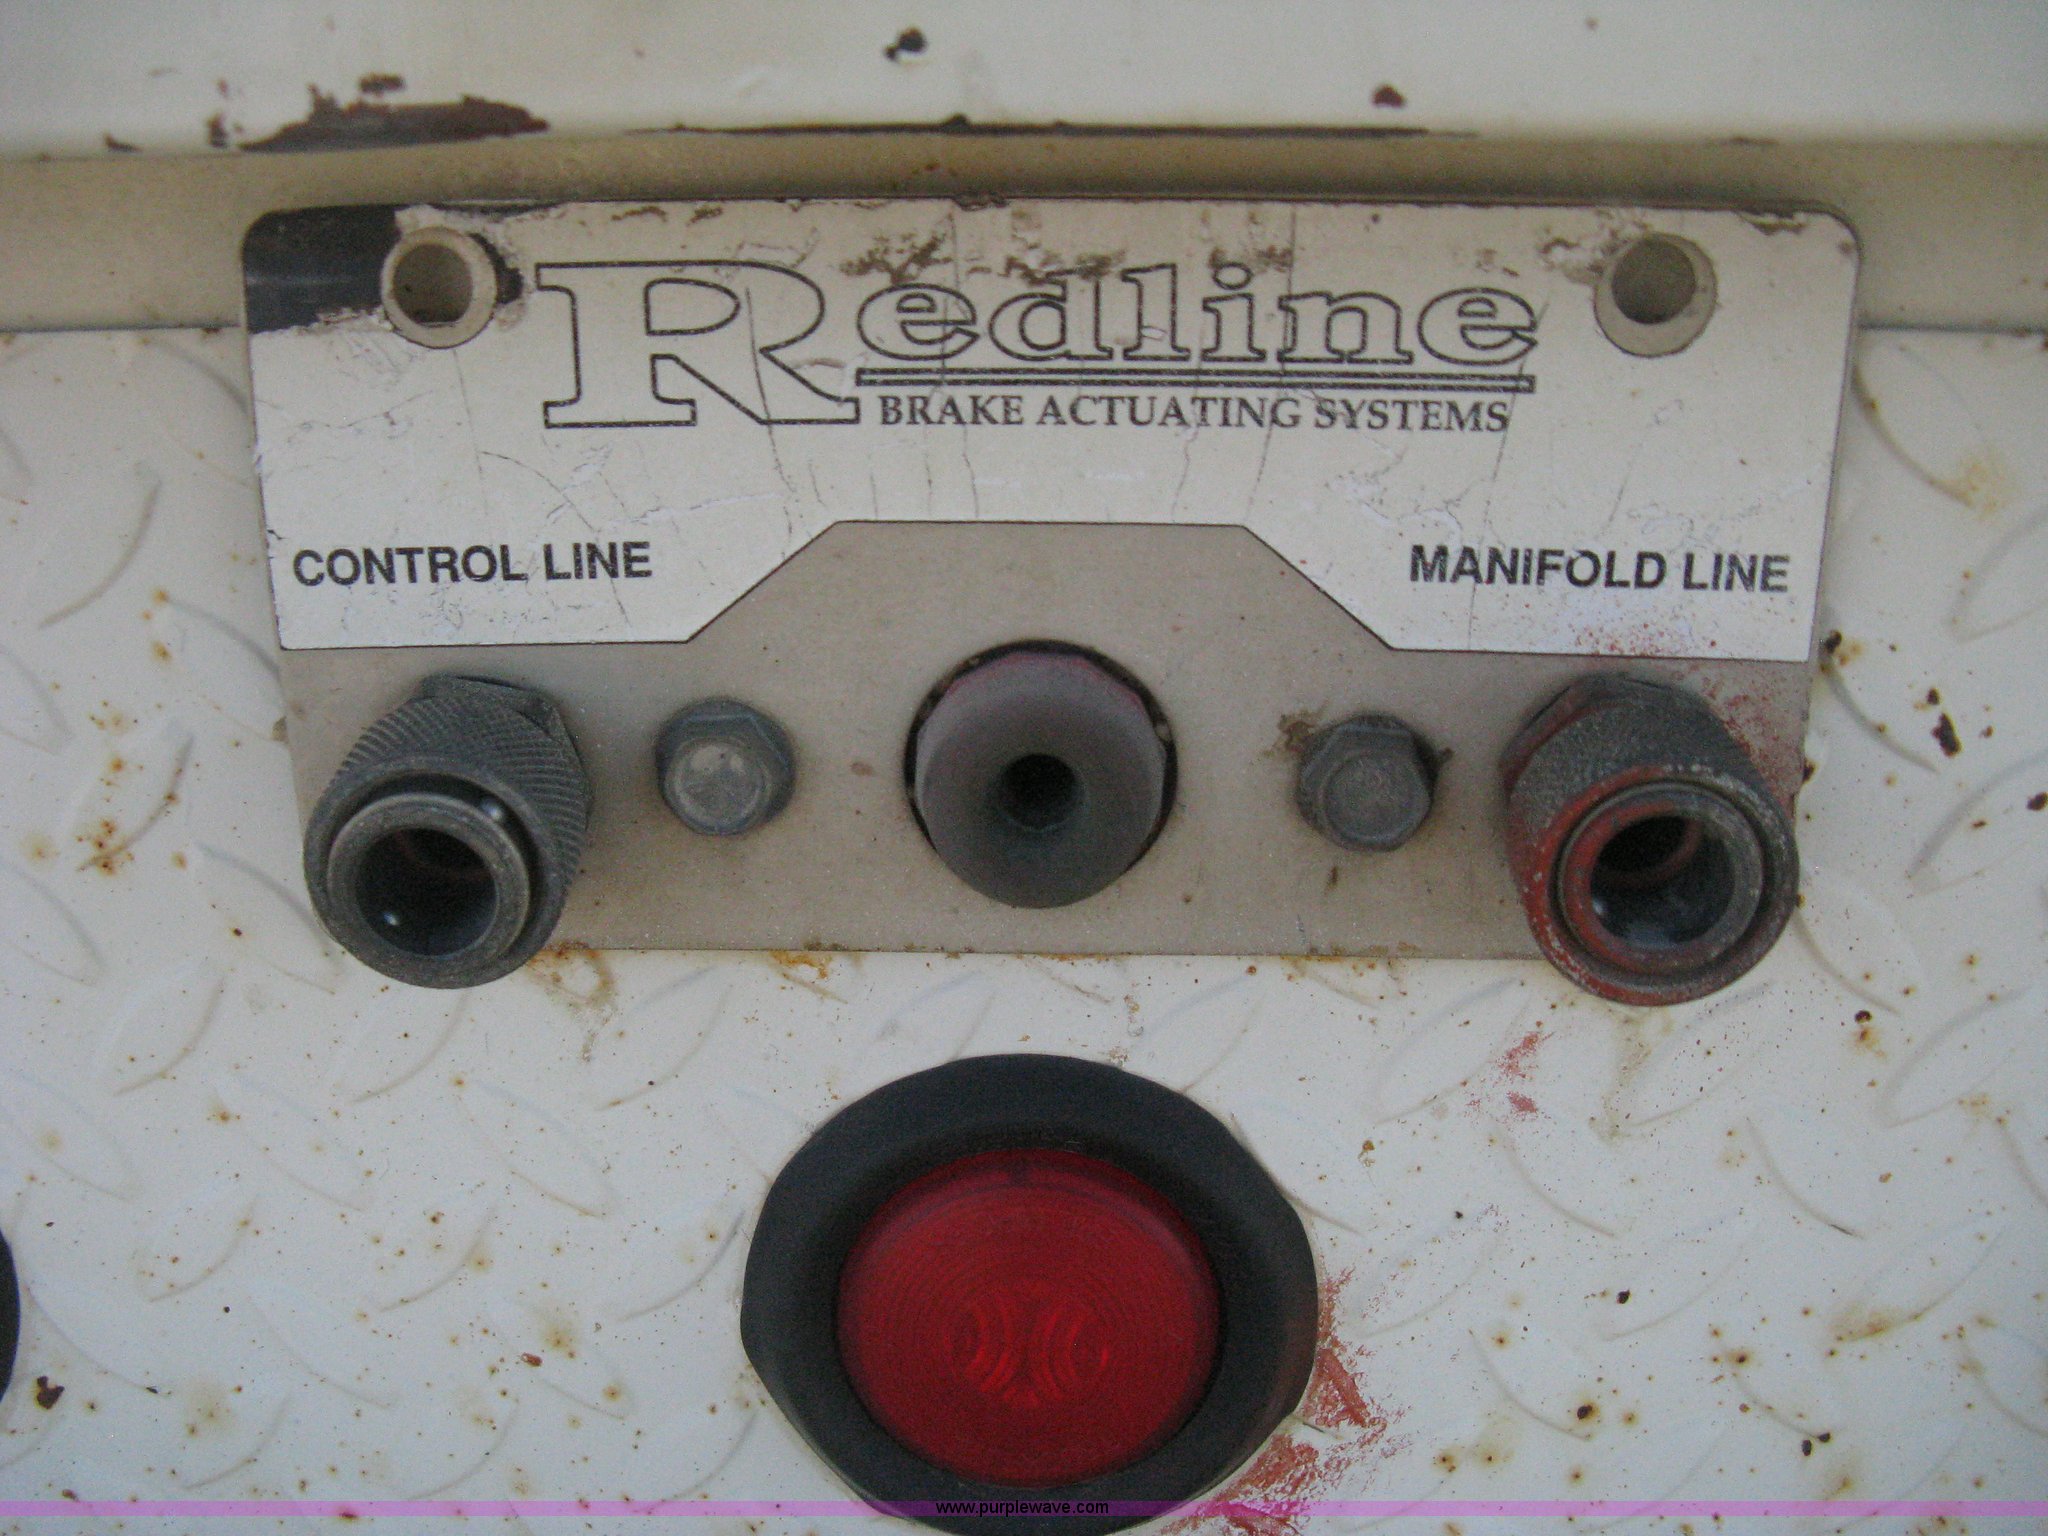 Redline
BRAKE ACTUATING SYSTEMS
CONTROL LINE
MANIFOLD LINE
www.purplewave.com